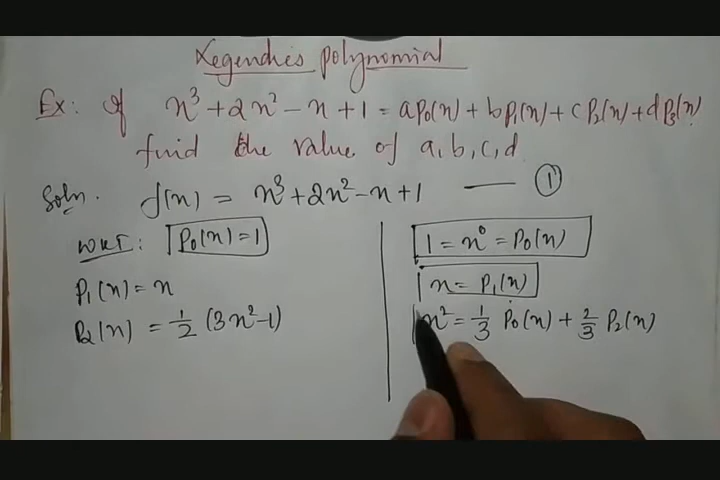 Legendies polynomial
Ex: If x³ + 2x² - x + 1 = aP₀(x) + bP₁(x) + cP₂(x) + dP₃(x)
find the value of a, b, c, d
Soln. f(x) = x³ + 2x² - x + 1 —— ①
WKT: P₀(x) = 1
P₁(x) = x
P₂(x) = 1/2 (3x² - 1)
1 = x⁰ = P₀(x)
x = P₁(x)
x² = 1/3 P₀(x) + 2/3 P₂(x)